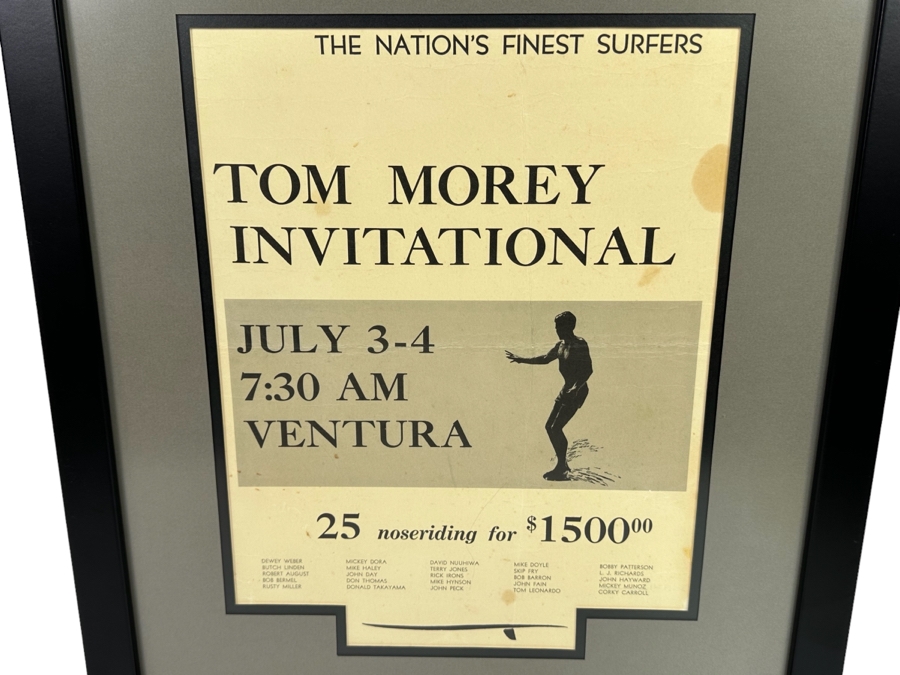 THE NATION'S FINEST SURFERS
TOM MOREY
INVITATIONAL
JULY 3-4
7:30 AM
VENTURA
25 noseriding for $150000
DEWEY WEBER
BUTCH LINDEN
ROBERT AUGUST
BOB BERMEL
RUSTY MILLER
MICKEY DORA
MIKE HALEY
JOHN DAY
DON THOMAS
DONALD TAKAYAMA
DAVID NUUHIWA
TERRY JONES
RICK IRONS
MIKE HYNSON
JOHN PECK
MIKE DOYLE
SKIP FRY
BOB BARRON
JOHN FAIN
TOM LEONARDO
BOBBY PATTERSON
L. J. RICHARDS
JOHN HAYWARD
MICKEY MUNOZ
CORKY CARROLL